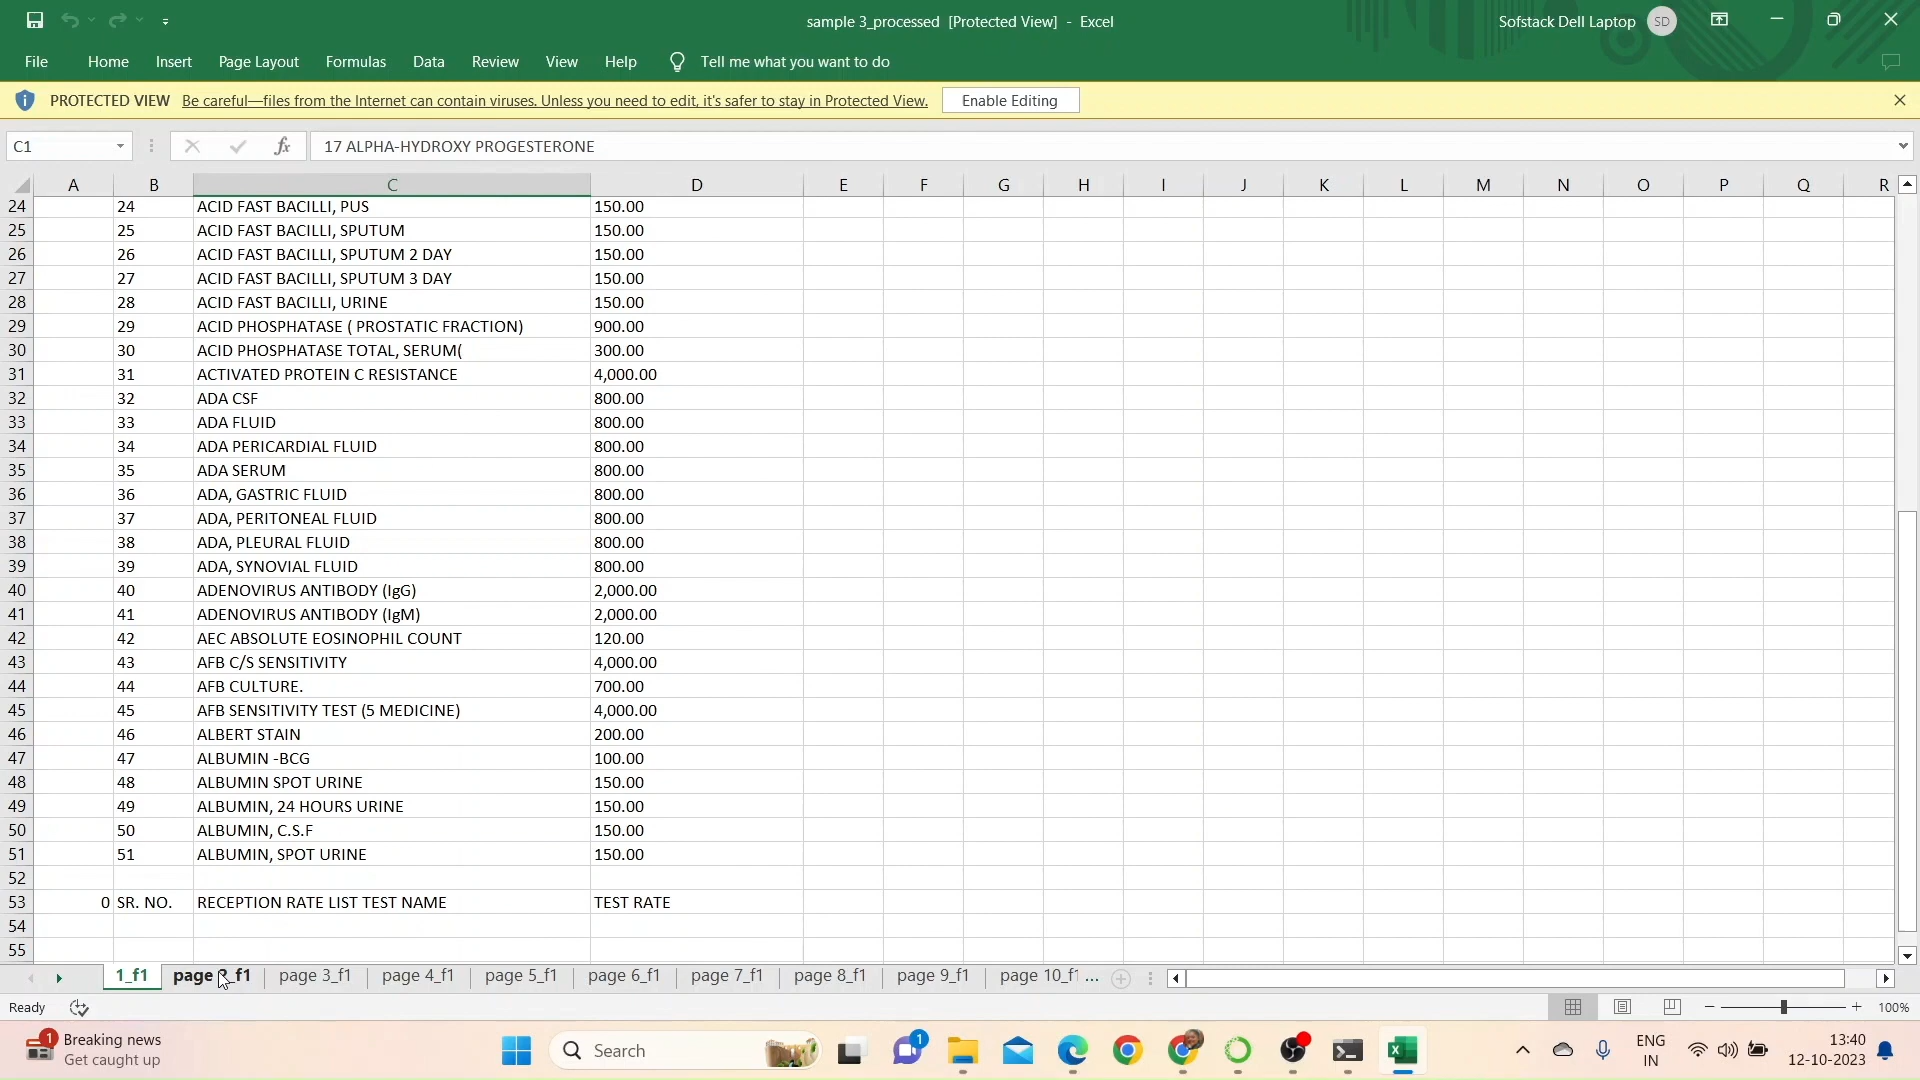 sample 3_processed [Protected View] - Excel
Sofstack Dell Laptop SD
File Home Insert Page Layout Formulas Data Review View Help Tell me what you want to do
PROTECTED VIEW Be careful—files from the Internet can contain viruses. Unless you need to edit, it's safer to stay in Protected View. Enable Editing
C1 fx 17 ALPHA-HYDROXY PROGESTERONE
A B C D E F G H I J K L M N O P Q R
24 24 ACID FAST BACILLI, PUS 150.00
25 25 ACID FAST BACILLI, SPUTUM 150.00
26 26 ACID FAST BACILLI, SPUTUM 2 DAY 150.00
27 27 ACID FAST BACILLI, SPUTUM 3 DAY 150.00
28 28 ACID FAST BACILLI, URINE 150.00
29 29 ACID PHOSPHATASE ( PROSTATIC FRACTION) 900.00
30 30 ACID PHOSPHATASE TOTAL, SERUM( 300.00
31 31 ACTIVATED PROTEIN C RESISTANCE 4,000.00
32 32 ADA CSF 800.00
33 33 ADA FLUID 800.00
34 34 ADA PERICARDIAL FLUID 800.00
35 35 ADA SERUM 800.00
36 36 ADA, GASTRIC FLUID 800.00
37 37 ADA, PERITONEAL FLUID 800.00
38 38 ADA, PLEURAL FLUID 800.00
39 39 ADA, SYNOVIAL FLUID 800.00
40 40 ADENOVIRUS ANTIBODY (IgG) 2,000.00
41 41 ADENOVIRUS ANTIBODY (IgM) 2,000.00
42 42 AEC ABSOLUTE EOSINOPHIL COUNT 120.00
43 43 AFB C/S SENSITIVITY 4,000.00
44 44 AFB CULTURE. 700.00
45 45 AFB SENSITIVITY TEST (5 MEDICINE) 4,000.00
46 46 ALBERT STAIN 200.00
47 47 ALBUMIN -BCG 100.00
48 48 ALBUMIN SPOT URINE 150.00
49 49 ALBUMIN, 24 HOURS URINE 150.00
50 50 ALBUMIN, C.S.F 150.00
51 51 ALBUMIN, SPOT URINE 150.00
52
53 0 SR. NO. RECEPTION RATE LIST TEST NAME TEST RATE
54
55
1_f1 page 2_f1 page 3_f1 page 4_f1 page 5_f1 page 6_f1 page 7_f1 page 8_f1 page 9_f1 page 10_f1 ...
Ready 100%
1 Breaking news
Get caught up
Search
1
ENG
IN
13:40
12-10-2023